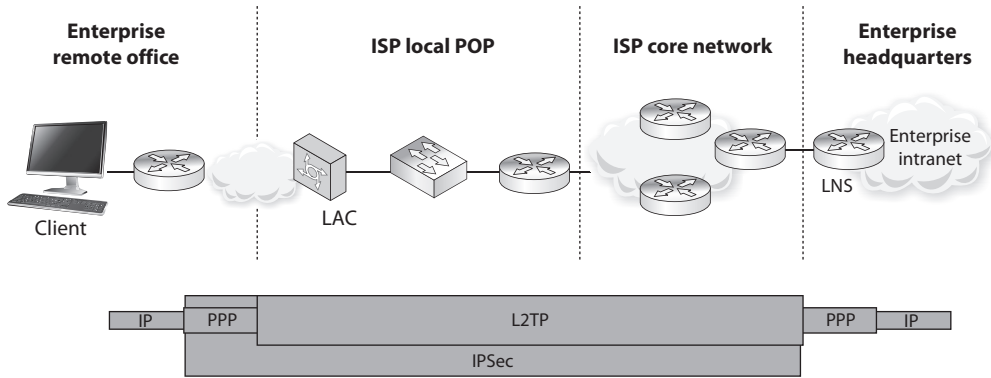 Enterprise
remote office
ISP local POP
ISP core network
Enterprise
headquarters
Enterprise
intranet
LNS
LAC
Client
IP
PPP
L2TP
PPP
IP
IPSec